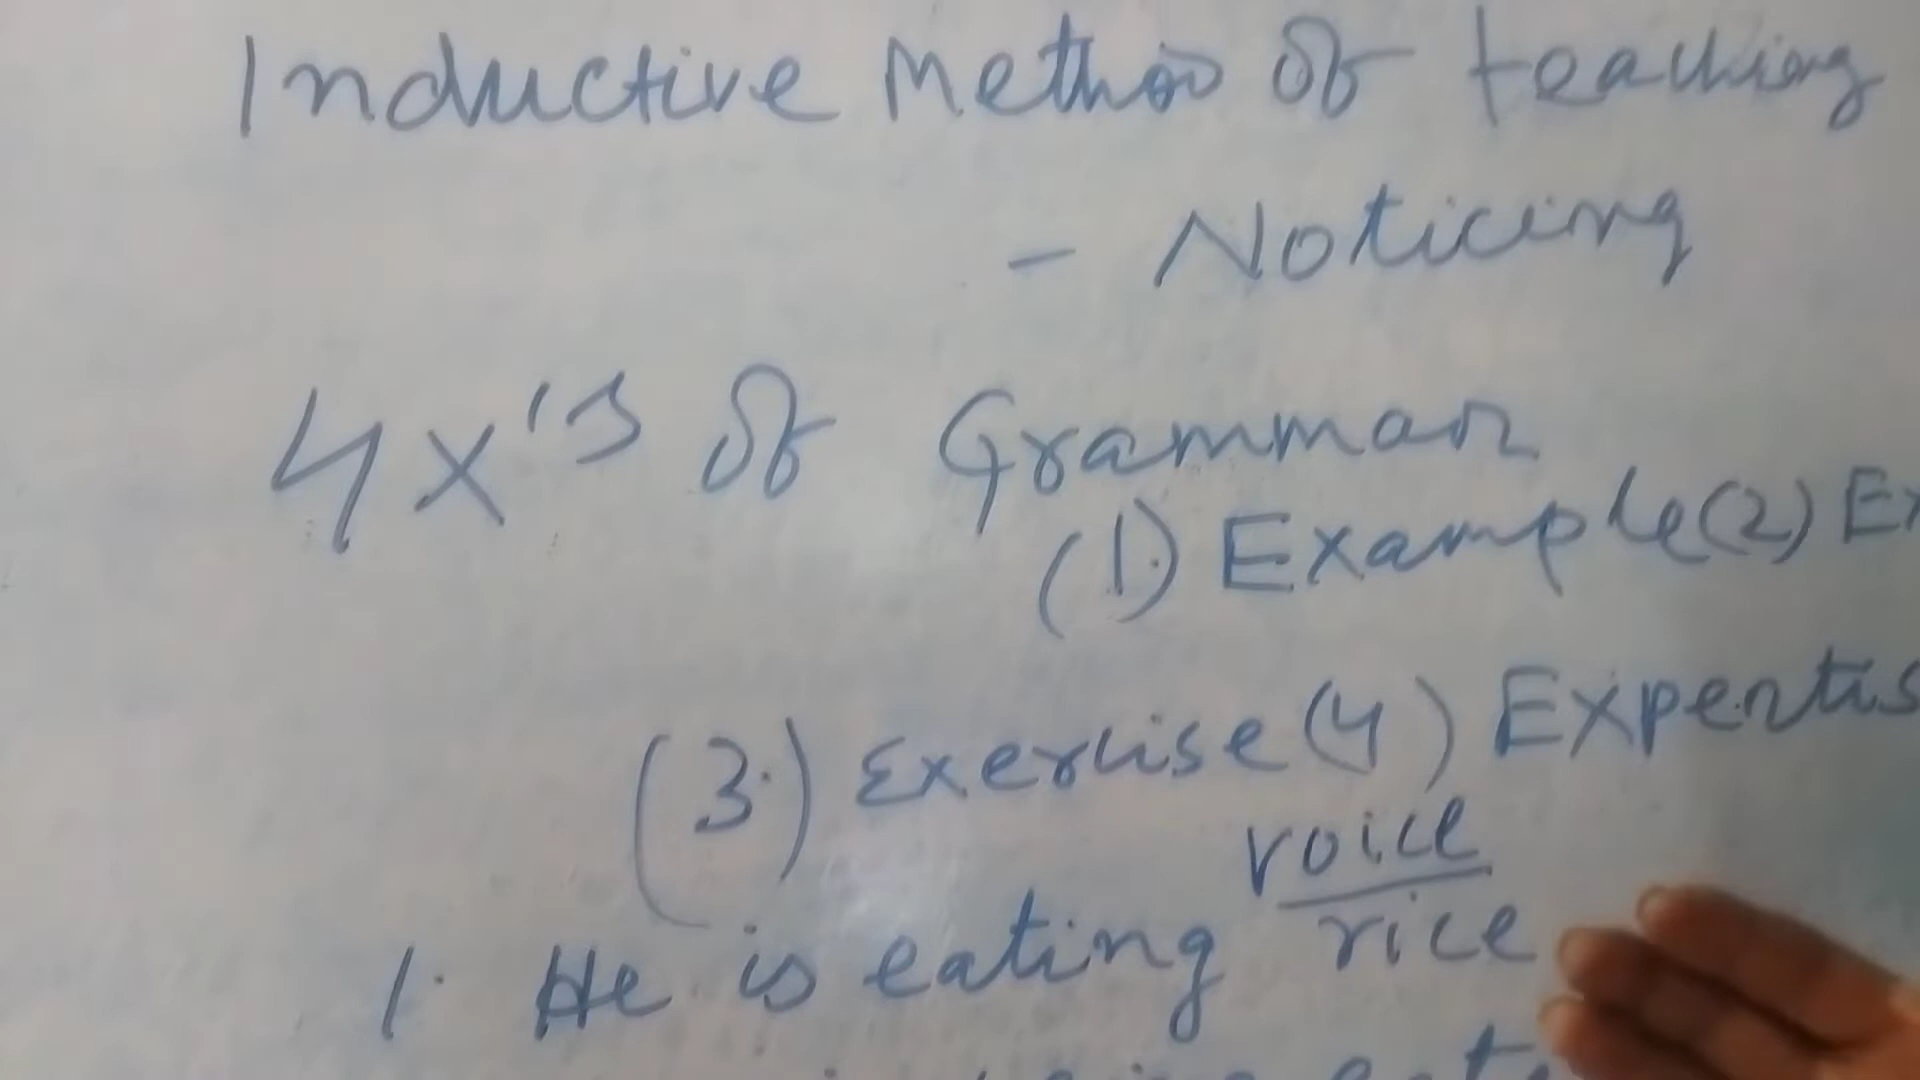 Inductive Method of teaching
- Noticing
4x's of Grammar
(1.) Example (2) Ex
(3.) Exercise (4) Expertis
voice
1. He is eating rice